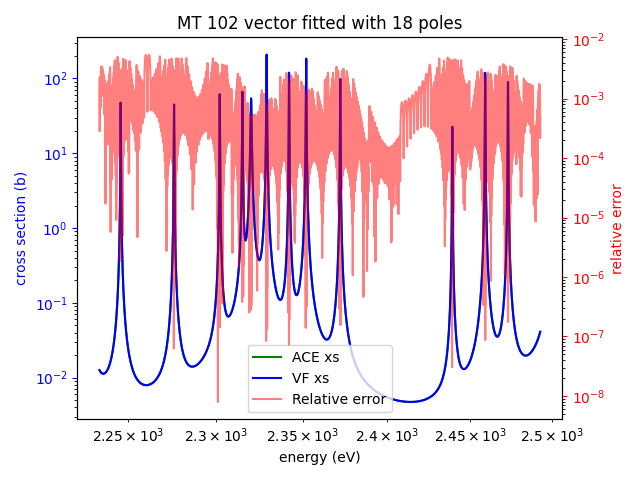 MT 102 vector fitted with 18 poles
cross section (b)
10²
10¹
10⁰
10⁻¹
10⁻²
10⁻²
10⁻³
10⁻⁴
10⁻⁵
10⁻⁶
10⁻⁷
10⁻⁸
relative error
ACE xs
VF xs
Relative error
2.25 × 10³ 2.3 × 10³ 2.35 × 10³ 2.4 × 10³ 2.45 × 10³ 2.5 × 10³
energy (eV)